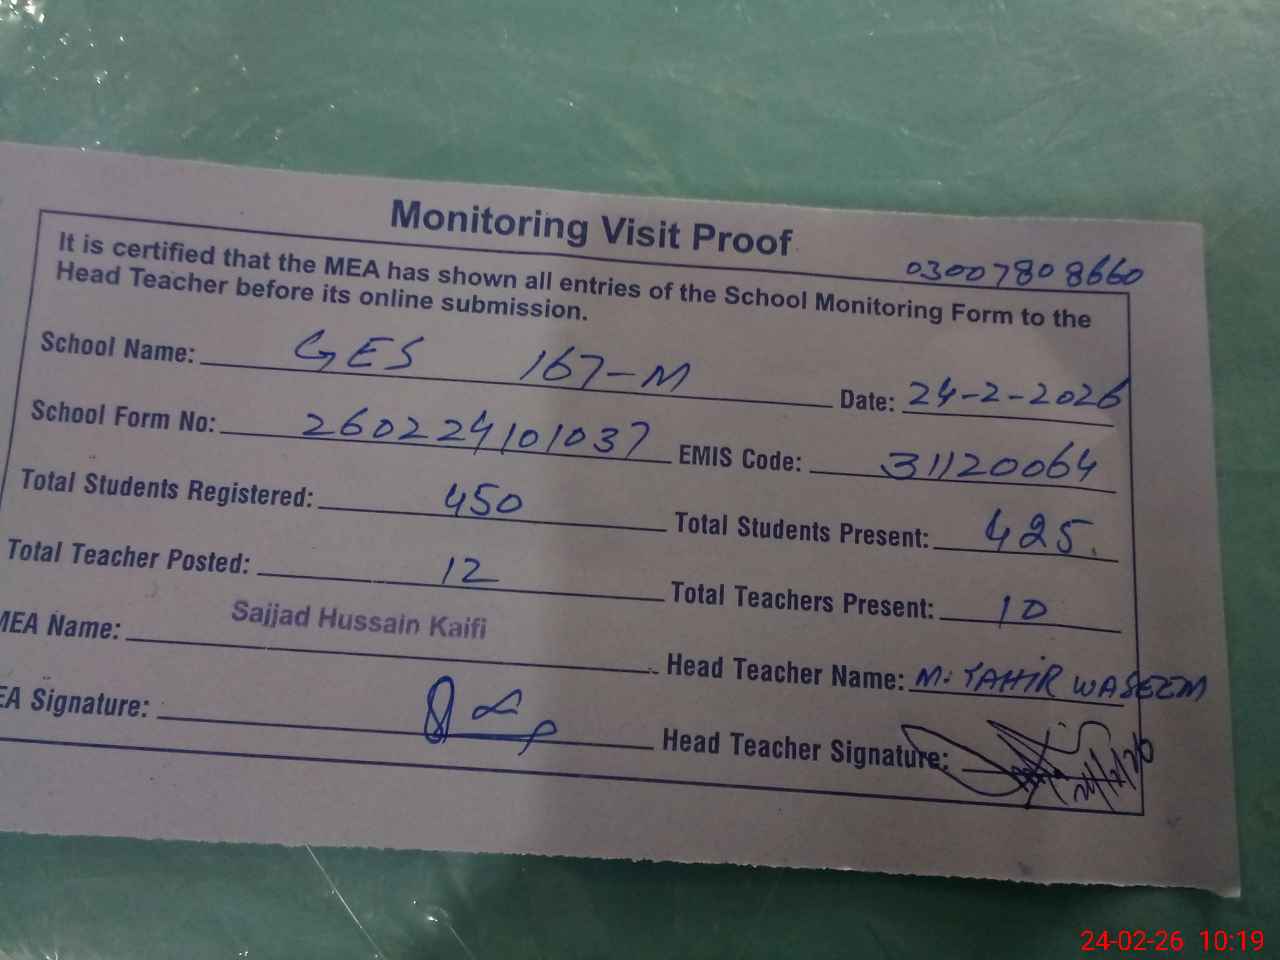 Monitoring Visit Proof
03007808660
It is certified that the MEA has shown all entries of the School Monitoring Form to the
Head Teacher before its online submission.
School Name: GES 167-M Date: 24-2-2026
School Form No: 260224101037 EMIS Code: 31120064
Total Students Registered: 450 Total Students Present: 425.
Total Teacher Posted: 12 Total Teachers Present: 10
MEA Name: Sajjad Hussain Kaifi Head Teacher Name: M. TAHIR WASEEM
EA Signature: Head Teacher Signature: 24/2/26
24-02-26 10:19